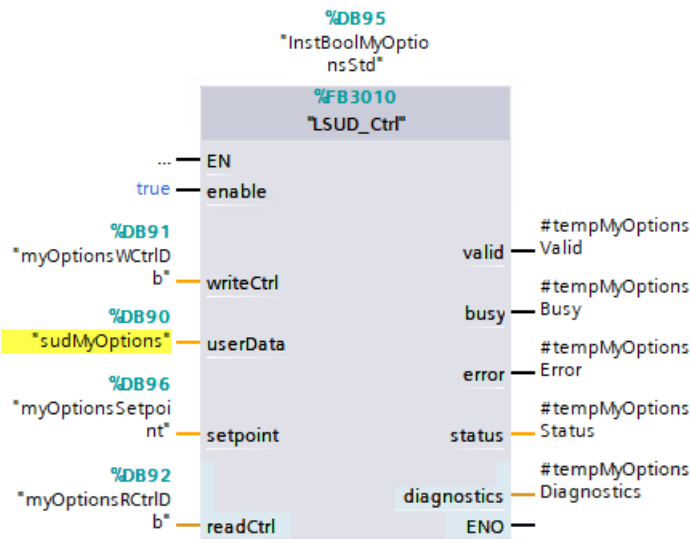 %DB95
"InstBoolMyOptio
nsStd"
%FB3010
"LSUD_Ctrl"
... EN
true enable
%DB91
"myOptionsWCtrlD
b" writeCtrl
%DB90
"sudMyOptions" userData
%DB96
"myOptionsSetpoi
nt" setpoint
%DB92
"myOptionsRCtrlD
b" readCtrl
#tempMyOptions
valid Valid
#tempMyOptions
busy Busy
#tempMyOptions
error Error
#tempMyOptions
status Status
#tempMyOptions
diagnostics Diagnostics
ENO